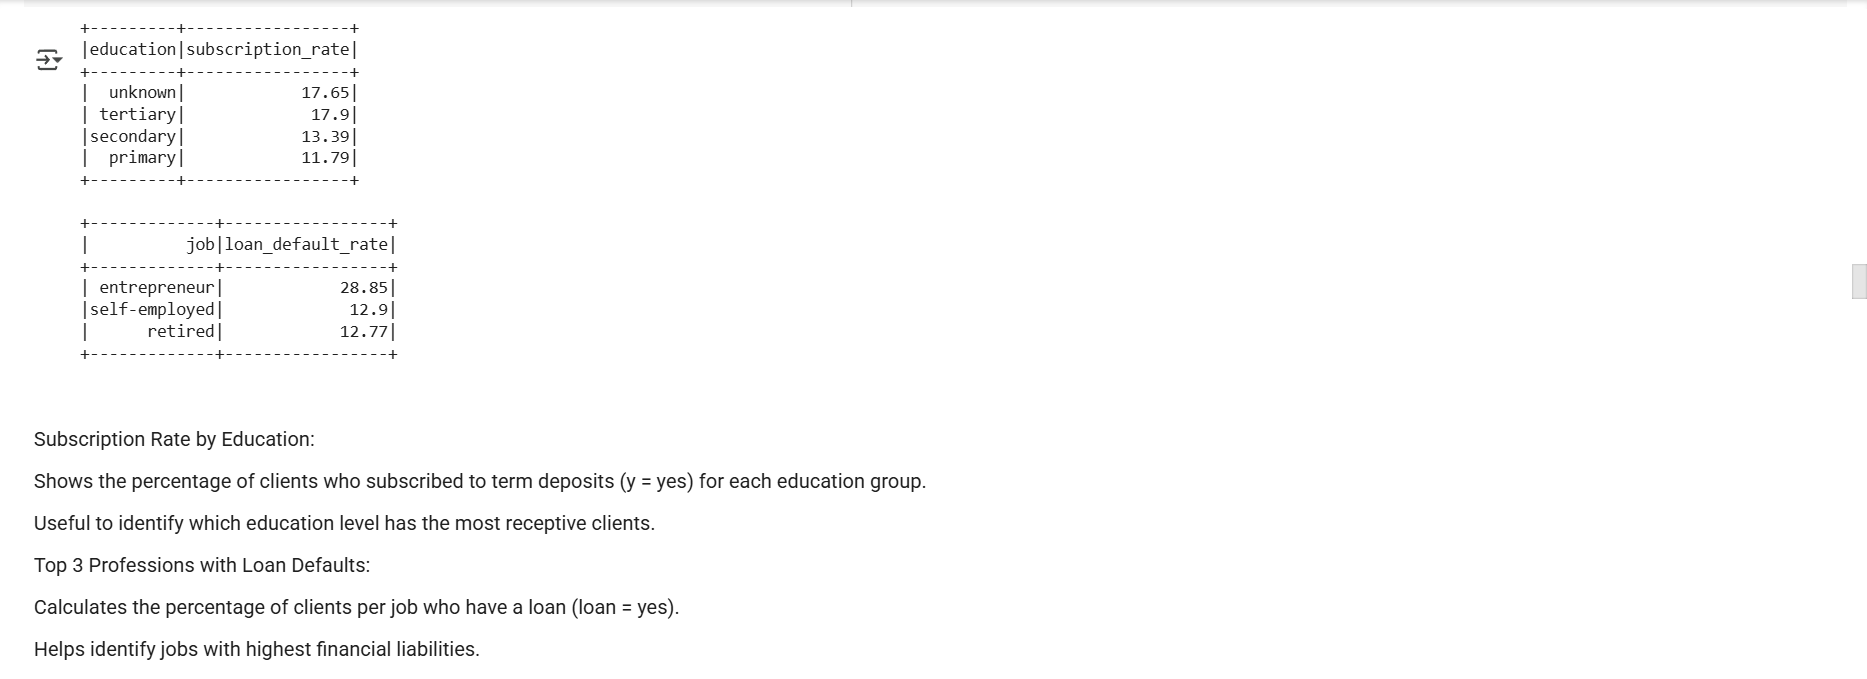 +---------+-----------------+
|education|subscription_rate|
+---------+-----------------+
|  unknown|            17.65|
| tertiary|             17.9|
|secondary|            13.39|
|  primary|            11.79|
+---------+-----------------+
+-------------+-----------------+
|          job|loan_default_rate|
+-------------+-----------------+
| entrepreneur|            28.85|
|self-employed|             12.9|
|      retired|            12.77|
+-------------+-----------------+
Subscription Rate by Education:
Shows the percentage of clients who subscribed to term deposits (y = yes) for each education group.
Useful to identify which education level has the most receptive clients.
Top 3 Professions with Loan Defaults:
Calculates the percentage of clients per job who have a loan (loan = yes).
Helps identify jobs with highest financial liabilities.